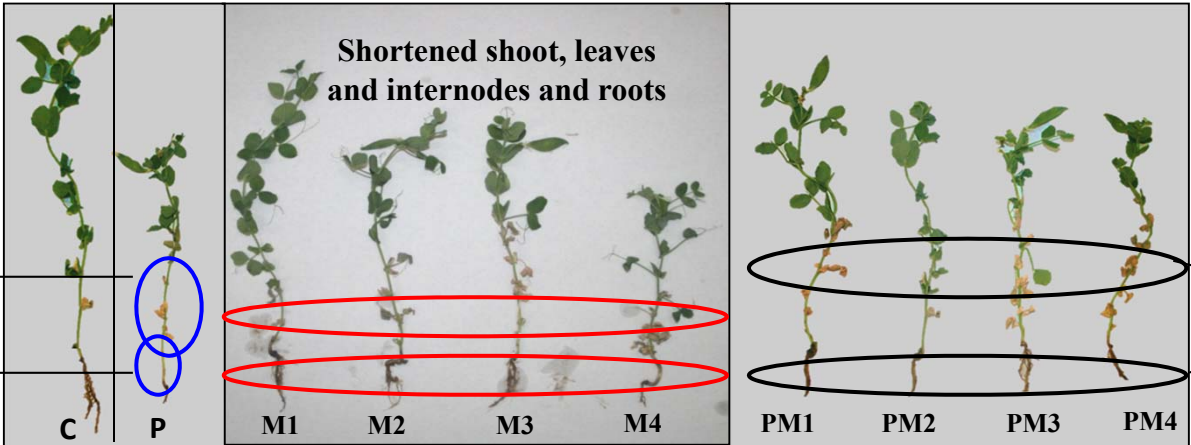 Shortened shoot, leaves
and internodes and roots
C
P
M1
M2
M3
M4
PM1
PM2
PM3
PM4